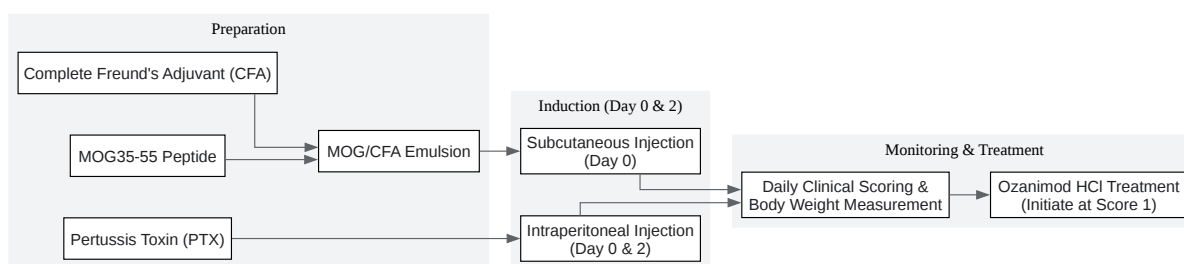 Preparation
Complete Freund's Adjuvant (CFA)
MOG35-55 Peptide
MOG/CFA Emulsion
Pertussis Toxin (PTX)
Induction (Day 0 & 2)
Subcutaneous Injection
(Day 0)
Intraperitoneal Injection
(Day 0 & 2)
Monitoring & Treatment
Daily Clinical Scoring &
Body Weight Measurement
Ozanimod HCl Treatment
(Initiate at Score 1)